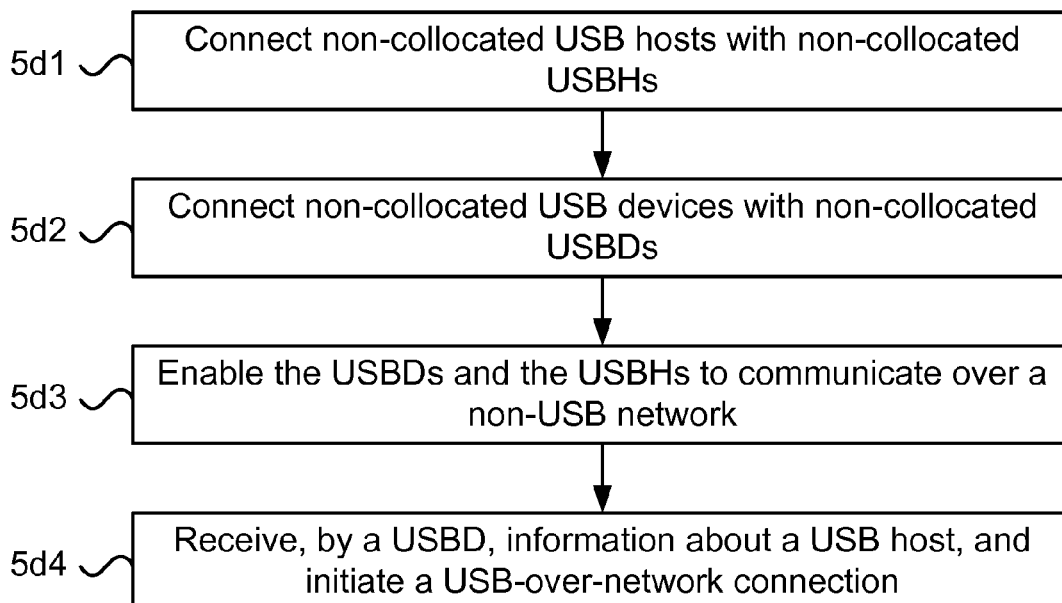 5d1
Connect non-collocated USB hosts with non-collocated
USBHs
5d2
Connect non-collocated USB devices with non-collocated
USBDs
5d3
Enable the USBDs and the USBHs to communicate over a
non-USB network
5d4
Receive, by a USBD, information about a USB host, and
initiate a USB-over-network connection